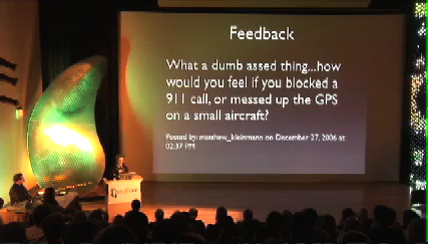 Feedback
What a dumb assed thing...how
would you feel if you blocked a
911 call, or messed up the GPS
on a small aircraft?
Posted by: matthew_kleinmann on December 27, 2006 at
02:37 PM